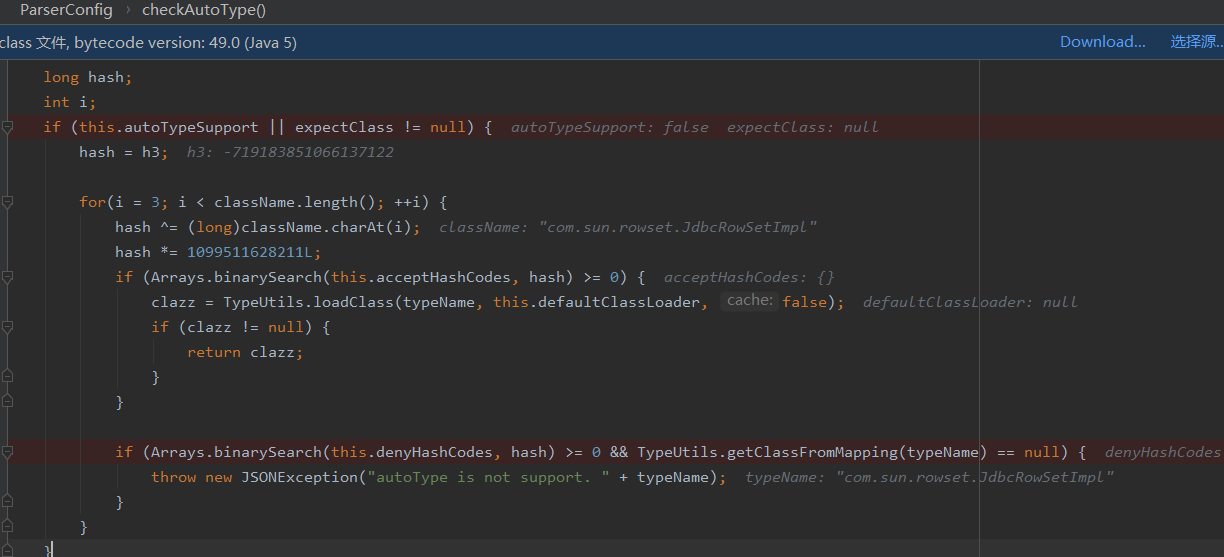 ParserConfig › checkAutoType()
class 文件, bytecode version: 49.0 (Java 5) Download... 选择源...
long hash;
int i;
if (this.autoTypeSupport || expectClass != null) { autoTypeSupport: false expectClass: null
hash = h3; h3: -719183851066137122
for(i = 3; i < className.length(); ++i) {
hash ^= (long)className.charAt(i); className: "com.sun.rowset.JdbcRowSetImpl"
hash *= 1099511628211L;
if (Arrays.binarySearch(this.acceptHashCodes, hash) >= 0) { acceptHashCodes: {}
clazz = TypeUtils.loadClass(typeName, this.defaultClassLoader, cache: false); defaultClassLoader: null
if (clazz != null) {
return clazz;
}
}
if (Arrays.binarySearch(this.denyHashCodes, hash) >= 0 && TypeUtils.getClassFromMapping(typeName) == null) { denyHashCodes
throw new JSONException("autoType is not support. " + typeName); typeName: "com.sun.rowset.JdbcRowSetImpl"
}
}
}